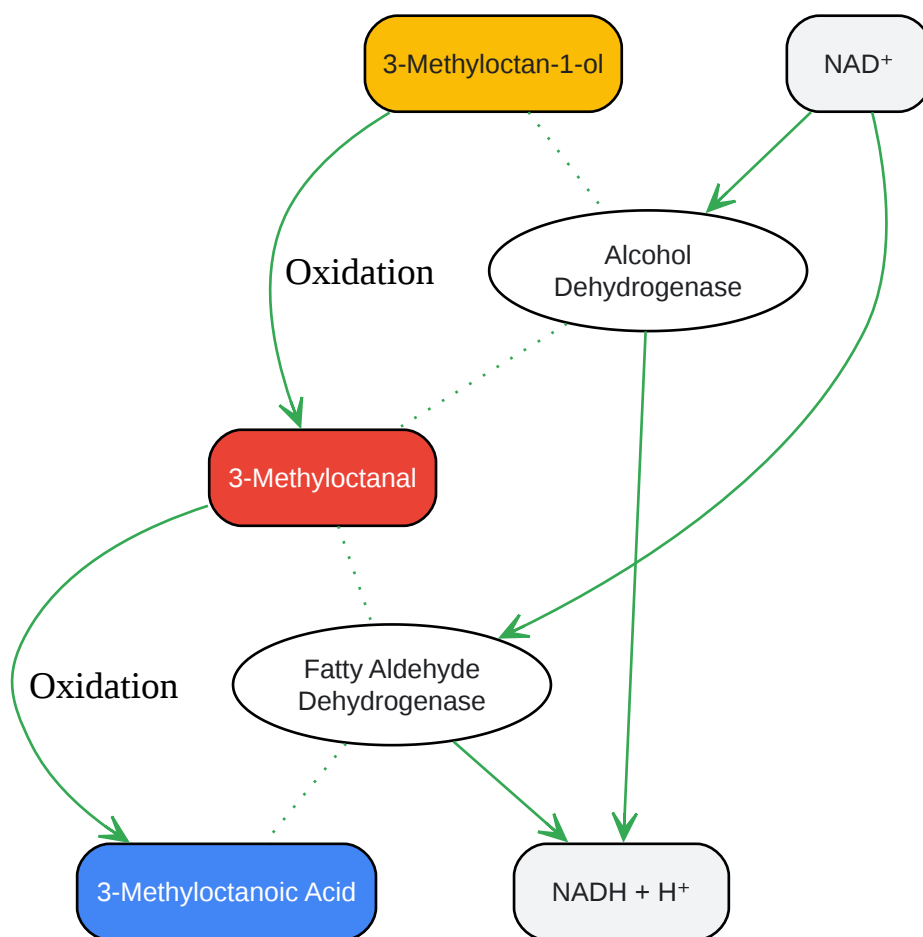 3-Methyloctan-1-ol
NAD⁺
Alcohol
Dehydrogenase
Oxidation
3-Methyloctanal
Fatty Aldehyde
Dehydrogenase
Oxidation
3-Methyloctanoic Acid
NADH + H⁺